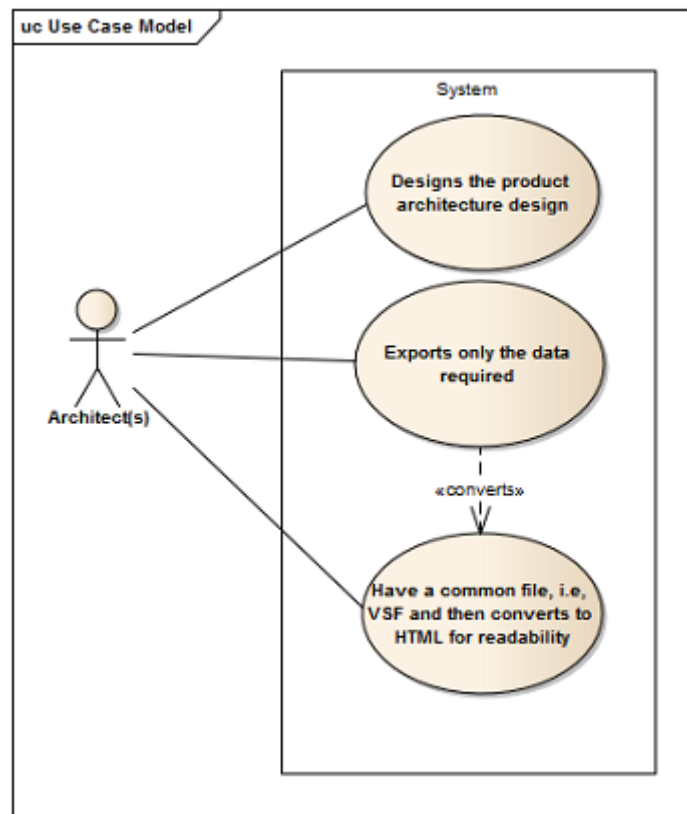 uc Use Case Model
System
Designs the product
architecture design
Exports only the data
required
Architect(s)
«converts»
Have a common file, i.e,
VSF and then converts to
HTML for readability